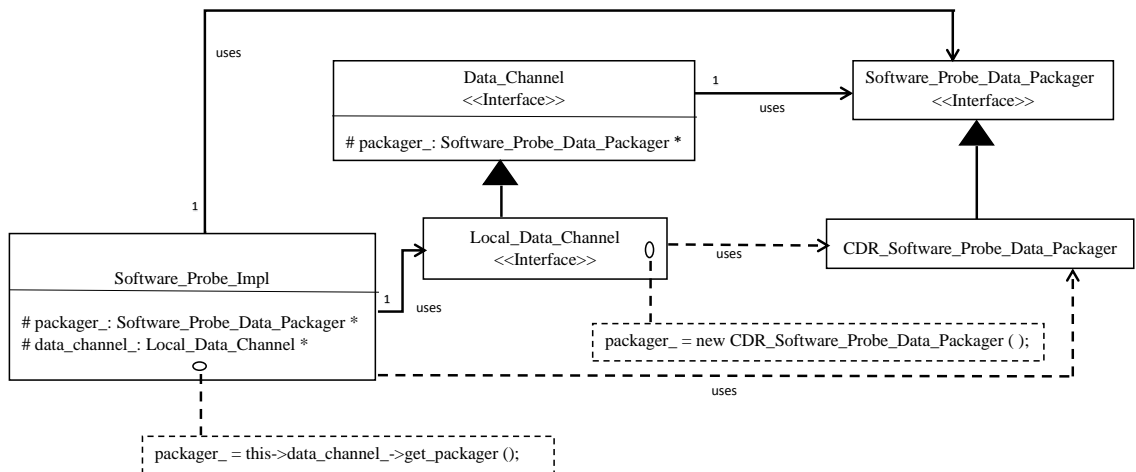 uses
Data_Channel
<<Interface>>
# packager_: Software_Probe_Data_Packager *
1
uses
Software_Probe_Data_Packager
<<Interface>>
1
Software_Probe_Impl
# packager_: Software_Probe_Data_Packager *
# data_channel_: Local_Data_Channel *
1
uses
Local_Data_Channel
<<Interface>>
uses
CDR_Software_Probe_Data_Packager
packager_ = new CDR_Software_Probe_Data_Packager ( );
uses
packager_ = this->data_channel_->get_packager ();